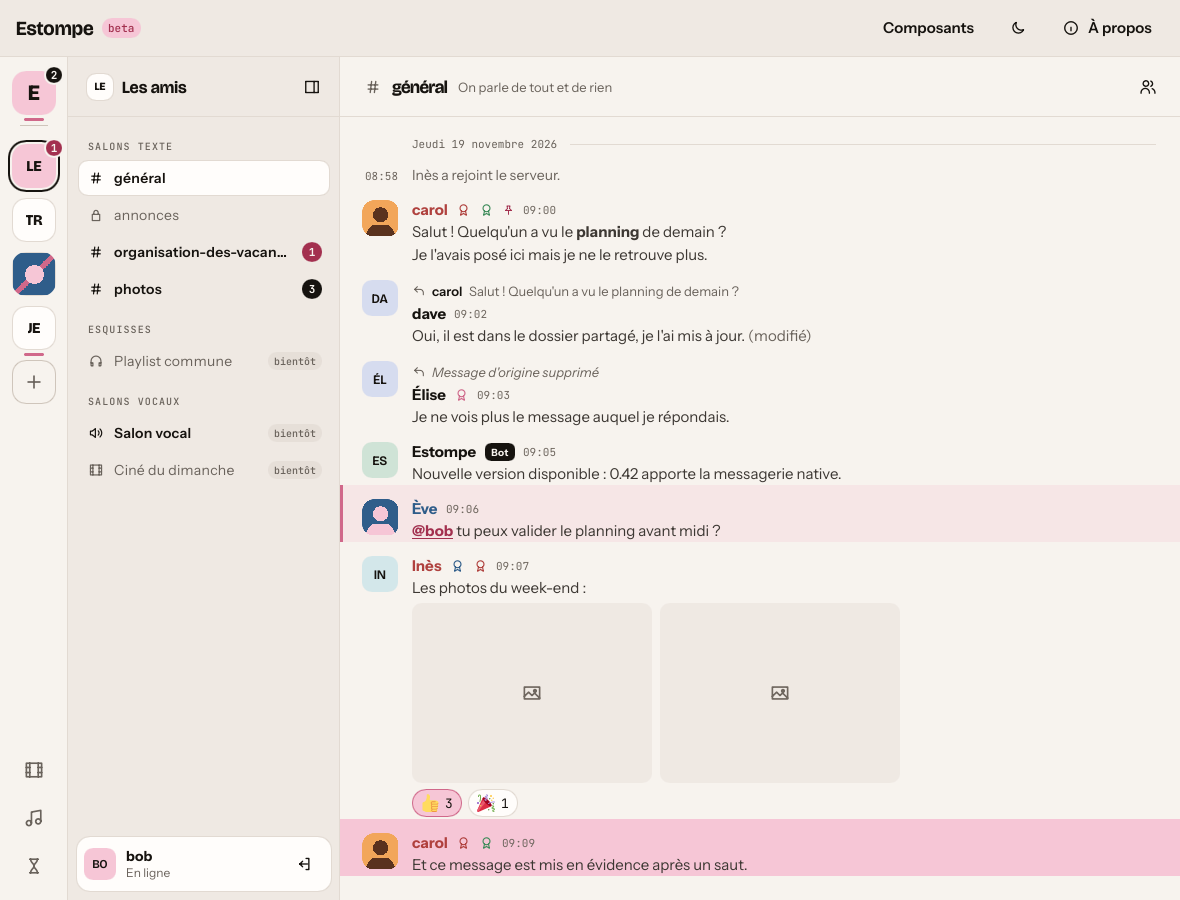 Estompe beta
Composants
À propos
E 2
LE 1
TR
JE
LE Les amis
SALONS TEXTE
# général
annonces
# organisation-des-vacan... 1
# photos 3
ESQUISSES
Playlist commune bientôt
SALONS VOCAUX
Salon vocal bientôt
Ciné du dimanche bientôt
BO bob
En ligne
# général On parle de tout et de rien
Jeudi 19 novembre 2026
08:58 Inès a rejoint le serveur.
carol 09:00
Salut ! Quelqu'un a vu le planning de demain ?
Je l'avais posé ici mais je ne le retrouve plus.
DA
carol Salut ! Quelqu'un a vu le planning de demain ?
dave 09:02
Oui, il est dans le dossier partagé, je l'ai mis à jour. (modifié)
ÉL
Message d'origine supprimé
Élise 09:03
Je ne vois plus le message auquel je répondais.
ES
Estompe Bot 09:05
Nouvelle version disponible : 0.42 apporte la messagerie native.
Ève 09:06
@bob tu peux valider le planning avant midi ?
IN
Inès 09:07
Les photos du week-end :
👍 3 🎉 1
carol 09:09
Et ce message est mis en évidence après un saut.